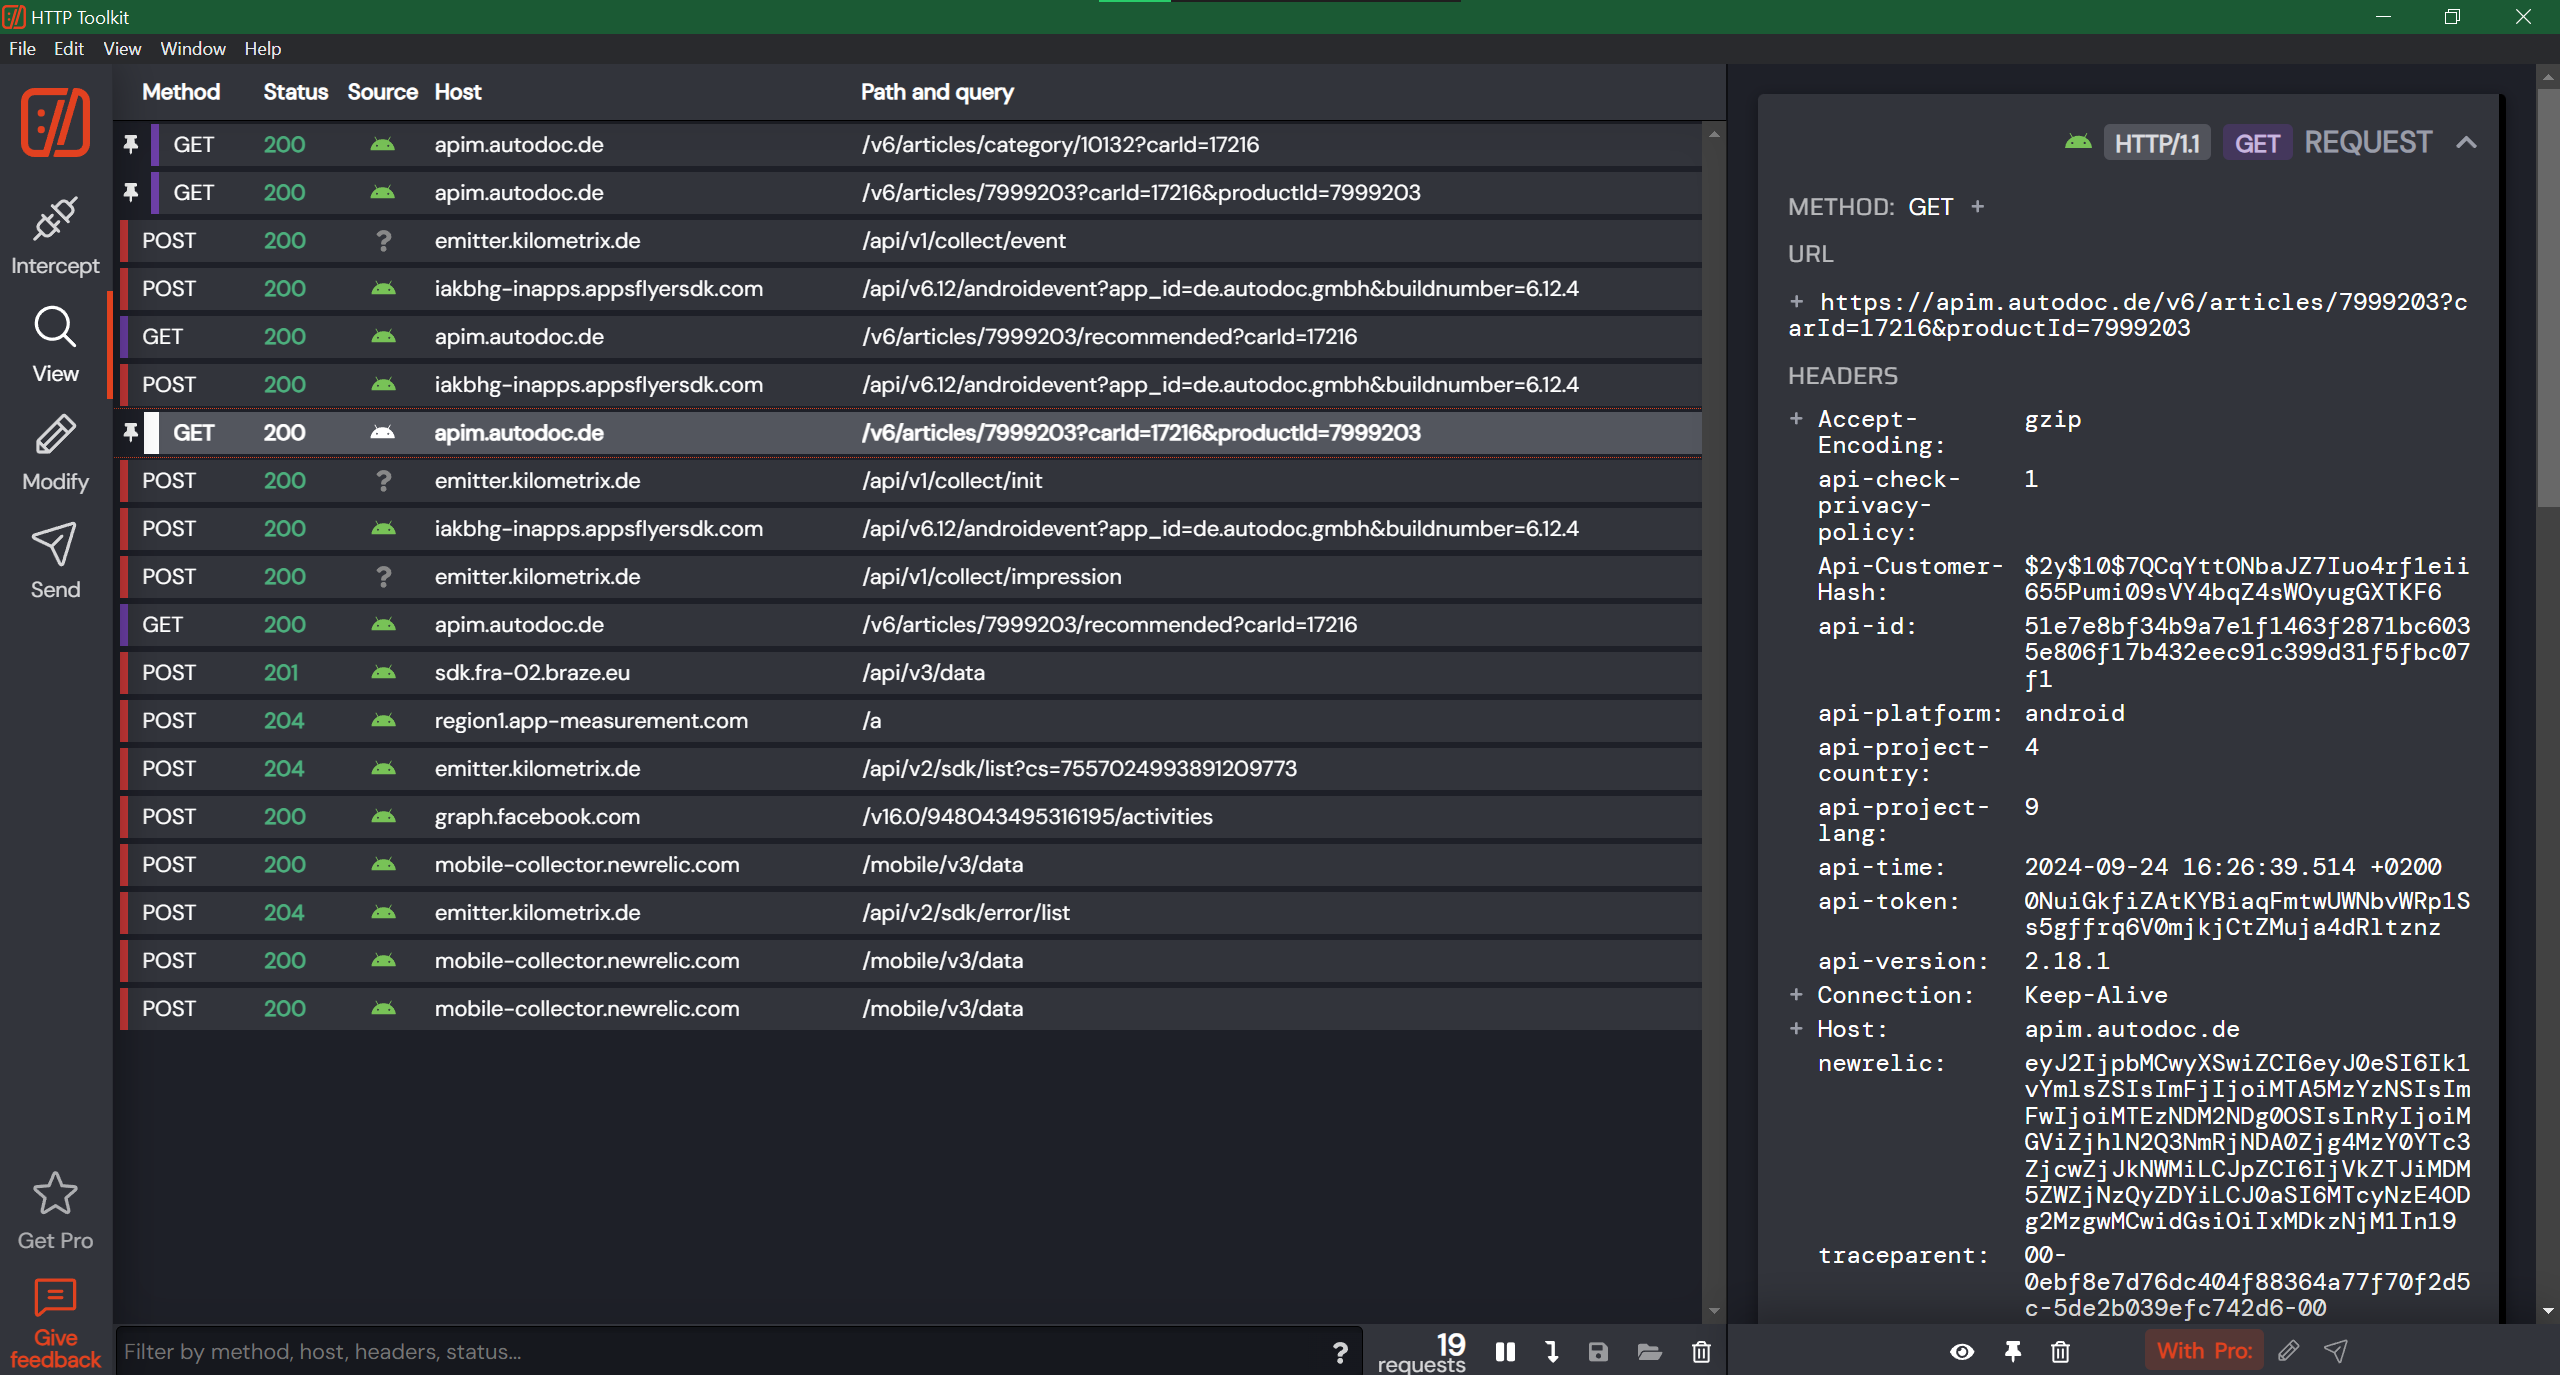 HTTP Toolkit
File Edit View Window Help
Method Status Source Host Path and query
GET 200 apim.autodoc.de /v6/articles/category/10132?carId=17216
GET 200 apim.autodoc.de /v6/articles/7999203?carId=17216&productId=7999203
POST 200 ? emitter.kilometrix.de /api/v1/collect/event
POST 200 iakbhg-inapps.appsflyersdk.com /api/v6.12/androidevent?app_id=de.autodoc.gmbh&buildnumber=6.12.4
GET 200 apim.autodoc.de /v6/articles/7999203/recommended?carId=17216
POST 200 iakbhg-inapps.appsflyersdk.com /api/v6.12/androidevent?app_id=de.autodoc.gmbh&buildnumber=6.12.4
GET 200 apim.autodoc.de /v6/articles/7999203?carId=17216&productId=7999203
POST 200 ? emitter.kilometrix.de /api/v1/collect/init
POST 200 iakbhg-inapps.appsflyersdk.com /api/v6.12/androidevent?app_id=de.autodoc.gmbh&buildnumber=6.12.4
POST 200 ? emitter.kilometrix.de /api/v1/collect/impression
GET 200 apim.autodoc.de /v6/articles/7999203/recommended?carId=17216
POST 201 sdk.fra-02.braze.eu /api/v3/data
POST 204 region1.app-measurement.com /a
POST 204 emitter.kilometrix.de /api/v2/sdk/list?cs=7557024993891209773
POST 200 graph.facebook.com /v16.0/948043495316195/activities
POST 200 mobile-collector.newrelic.com /mobile/v3/data
POST 204 emitter.kilometrix.de /api/v2/sdk/error/list
POST 200 mobile-collector.newrelic.com /mobile/v3/data
POST 200 mobile-collector.newrelic.com /mobile/v3/data
Intercept
View
Modify
Send
Get Pro
Give
feedback
Filter by method, host, headers, status...
?
19
requests
HTTP/1.1 GET REQUEST
METHOD: GET +
URL
+ https://apim.autodoc.de/v6/articles/7999203?c
arId=17216&productId=7999203
HEADERS
+ Accept- gzip
Encoding:
api-check- 1
privacy-
policy:
Api-Customer- $2y$10$7QCqYttONbaJZ7Iuo4rf1eii
Hash: 655Pumi09sVY4bqZ4sWOyugGXTKF6
api-id: 51e7e8bf34b9a7e1f1463f2871bc603
5e806f17b432eec91c399d31f5fbc07
f1
api-platform: android
api-project- 4
country:
api-project- 9
lang:
api-time: 2024-09-24 16:26:39.514 +0200
api-token: 0NuiGkfiZAtKYBiaqFmtwUWNbvWRp1S
s5gffrq6V0mjkjCtZMuja4dRltznz
api-version: 2.18.1
+ Connection: Keep-Alive
+ Host: apim.autodoc.de
newrelic: eyJ2IjpbMCwyXSwiZCI6eyJ0eSI6Ik1
vYmlsZSIsImFjIjoiMTA5MzYzNSIsIm
FwIjoiMTEzNDM2NDg0OSIsInRyIjoiM
GViZjhlN2Q3NmRjNDA0Zjg4MzY0YTc3
ZjcwZjJkNWMiLCJpZCI6IjVkZTJiMDM
5ZWZjNzQyZDYiLCJ0aSI6MTcyNzE4OD
g2MzgwMCwidGsiOiIxMDkzNjM1In19
traceparent: 00-
0ebf8e7d76dc404f88364a77f70f2d5
c-5de2b039efc742d6-00
With Pro: